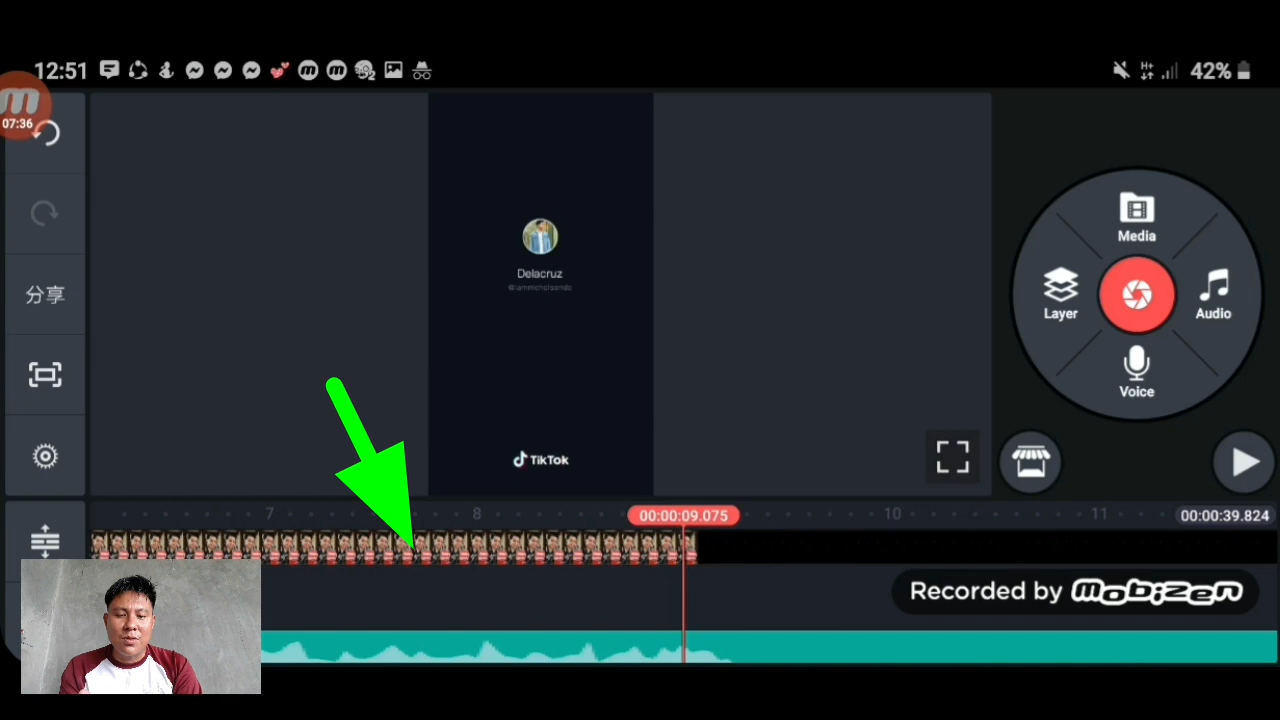 12:51
42%
07:36
分享
Delacruz
TikTok
Media
Layer
Audio
Voice
7
8
00:00:09.075
10
11
00:00:39.824
Recorded by mobizen